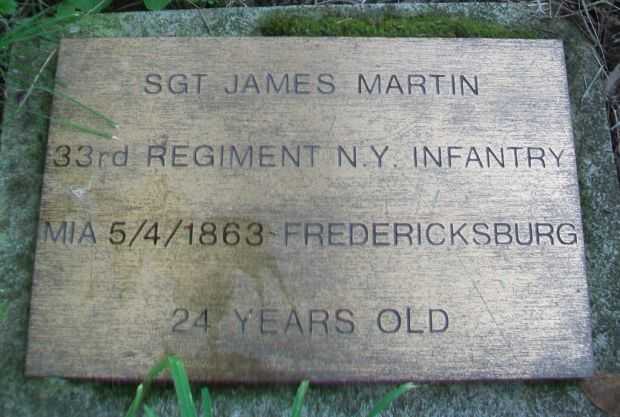 SGT JAMES MARTIN
33rd REGIMENT N.Y. INFANTRY
MIA 5/4/1863-FREDERICKSBURG
24 YEARS OLD